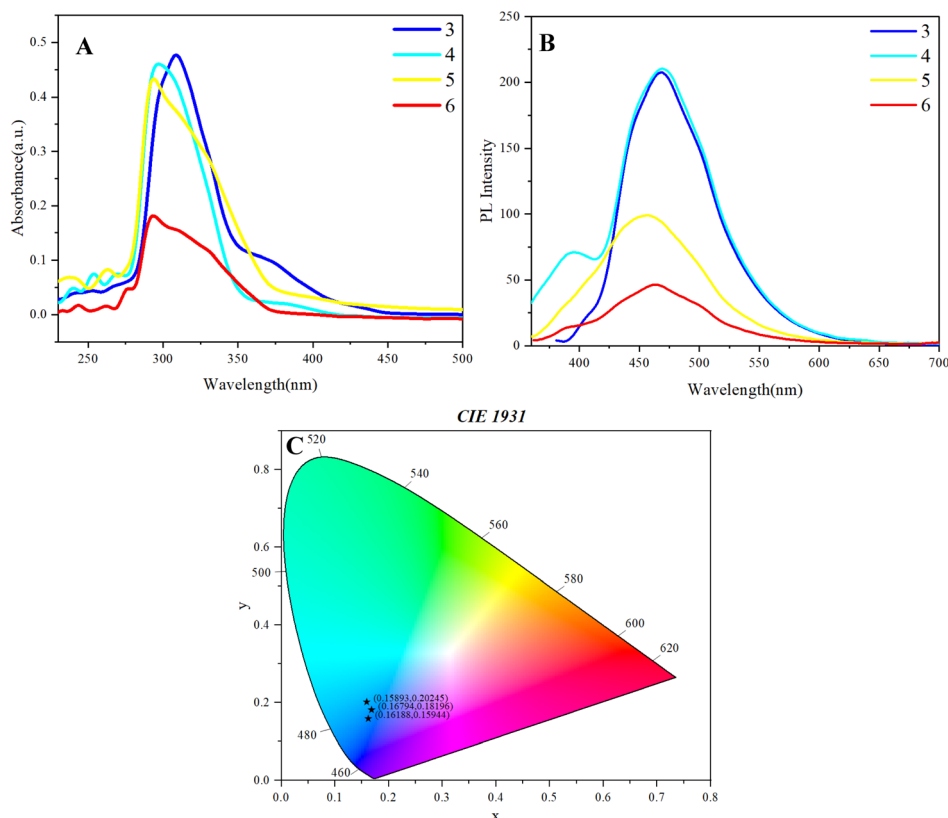 A
3
4
5
6
0.5
0.4
0.3
0.2
0.1
0.0
Absorbance(a.u.)
250 300 350 400 450 500
Wavelength(nm)
B
3
4
5
6
250
200
150
100
50
0
PL Intensity
400 450 500 550 600 650 700
Wavelength(nm)
CIE 1931
C
520
540
560
580
600
620
500
480
460
(0.15893,0.20245)
(0.16794,0.18196)
(0.16188,0.15944)
0.8
0.6
0.4
0.2
0.0
y
0.0 0.1 0.2 0.3 0.4 0.5 0.6 0.7 0.8
x